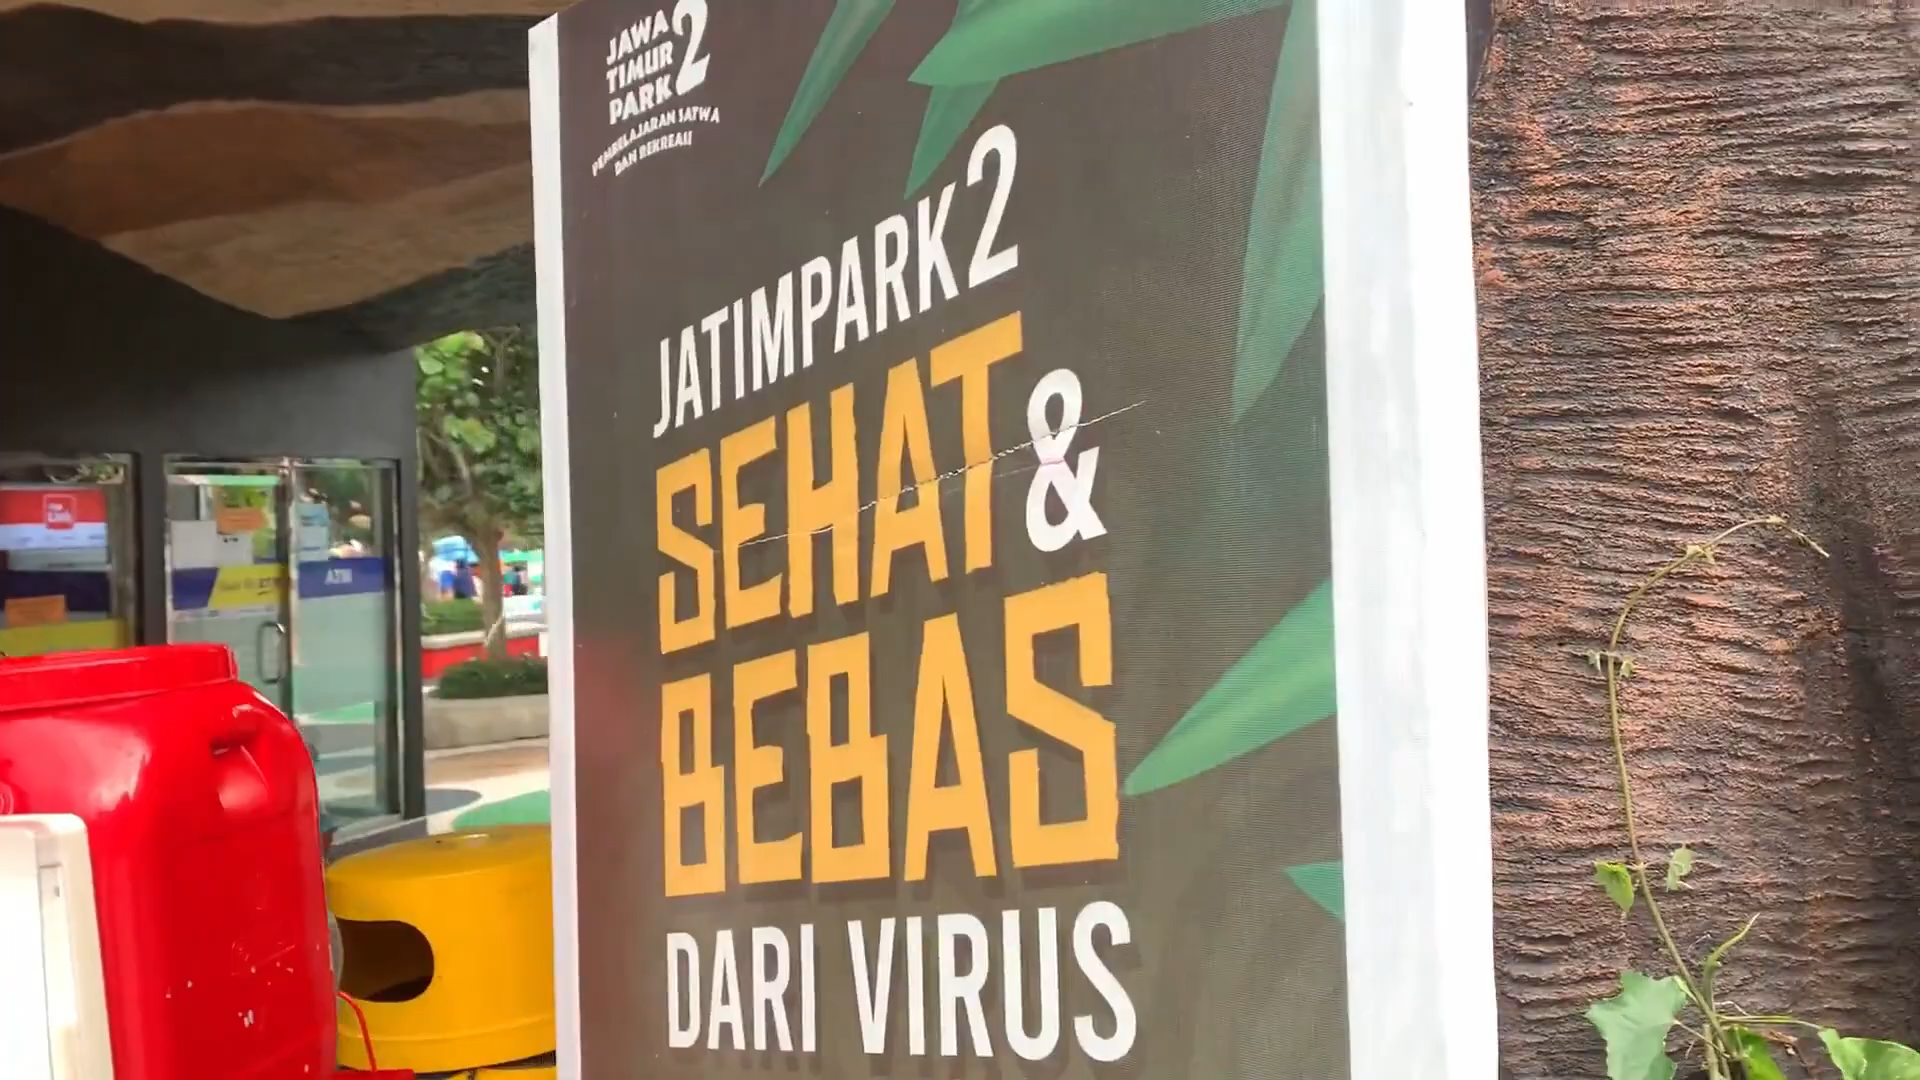 JAWA
TIMUR
PARK 2
PEMBELAJARAN SATWA
DAN REKREASI
JATIMPARK2
SEHAT &
BEBAS
DARI VIRUS
ATM